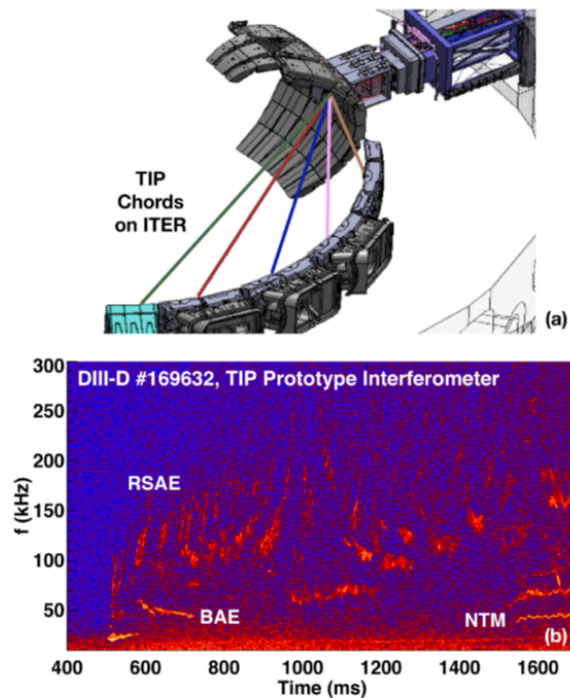 TIP
Chords
on ITER
(a)
300
DIII-D #169632, TIP Prototype Interferometer
250
200
RSAE
f (kHz)
150
100
50
BAE
NTM
(b)
400 600 800 1000 1200 1400 1600
Time (ms)